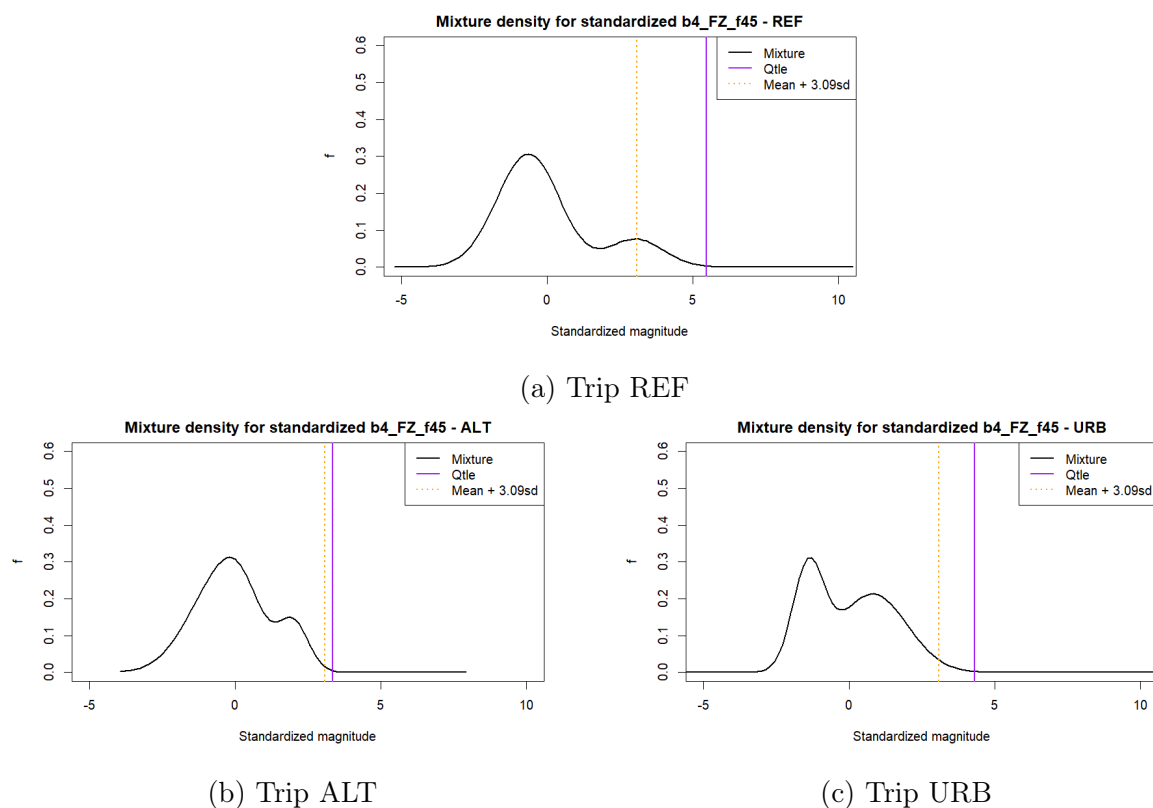 Mixture density for standardized b4_FZ_f45 - REF
Mixture
Qtle
Mean + 3.09sd
f
0.0 0.1 0.2 0.3 0.4 0.5 0.6
-5 0 5 10
Standardized magnitude
(a) Trip REF
Mixture density for standardized b4_FZ_f45 - ALT
Mixture
Qtle
Mean + 3.09sd
f
0.0 0.1 0.2 0.3 0.4 0.5 0.6
-5 0 5 10
Standardized magnitude
(b) Trip ALT
Mixture density for standardized b4_FZ_f45 - URB
Mixture
Qtle
Mean + 3.09sd
f
0.0 0.1 0.2 0.3 0.4 0.5 0.6
-5 0 5 10
Standardized magnitude
(c) Trip URB